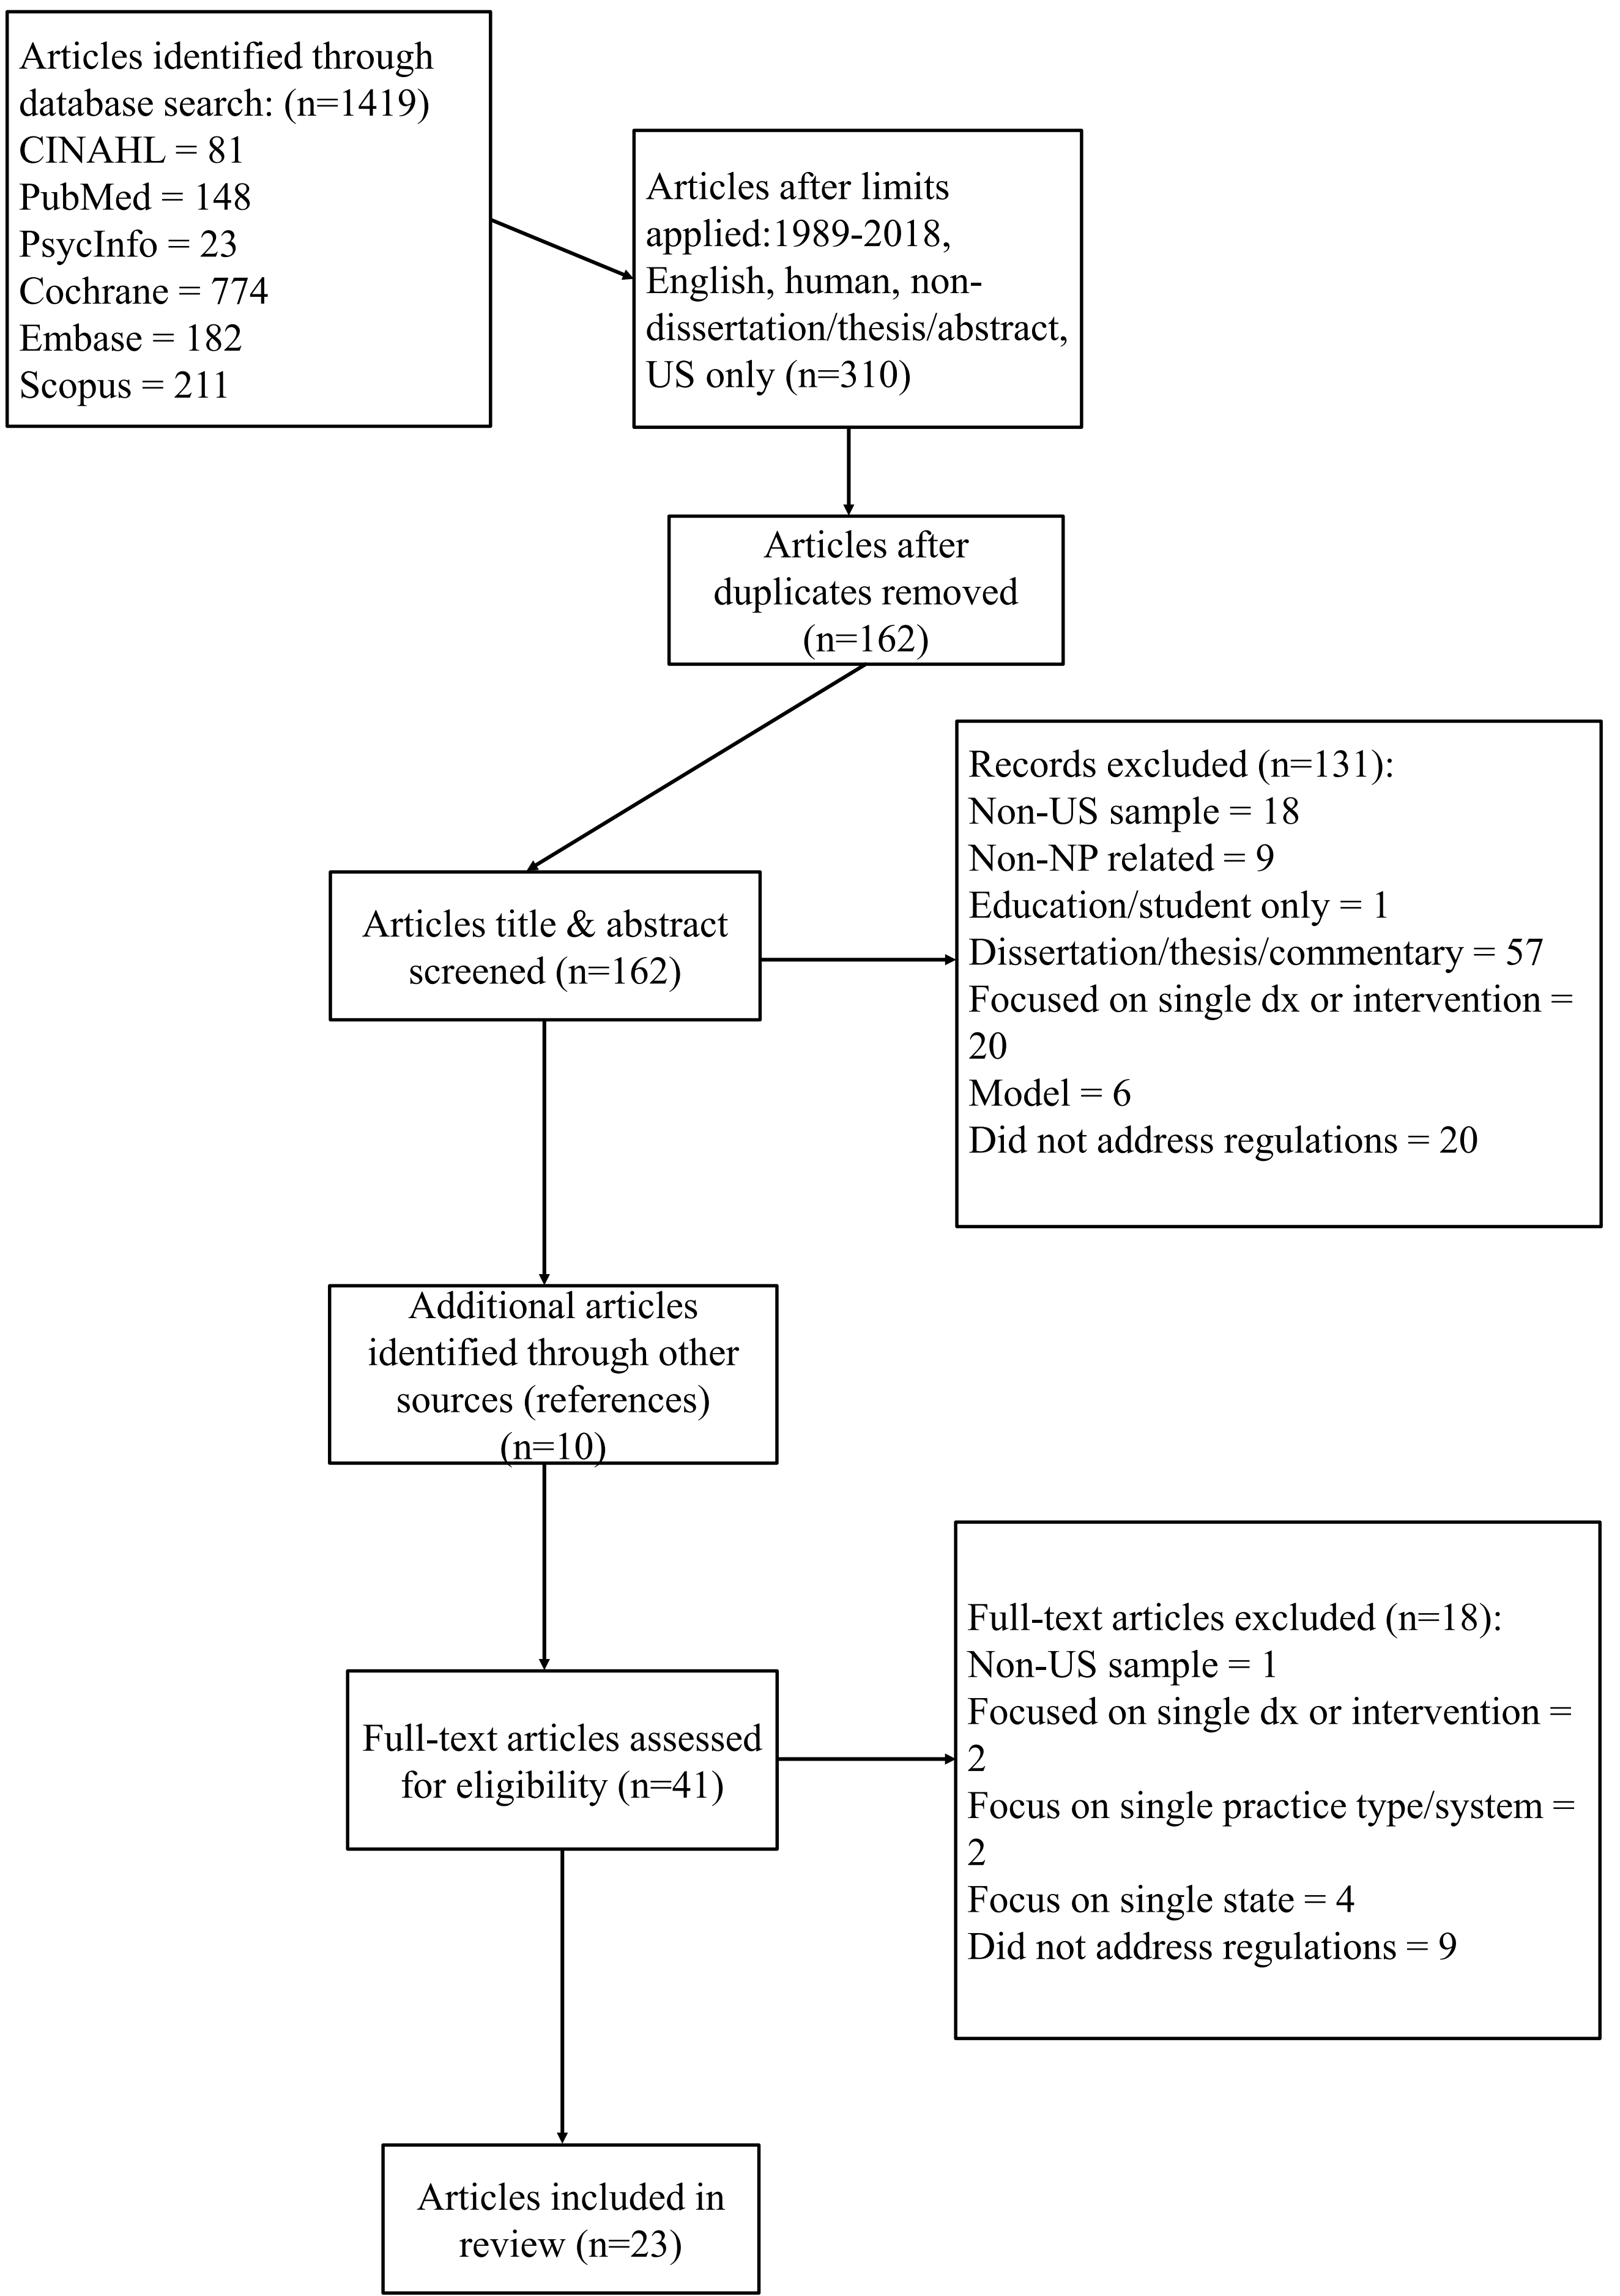 Articles identified through
database search: (n=1419)
CINAHL = 81
PubMed = 148
PsycInfo = 23
Cochrane = 774
Embase = 182
Scopus = 211
Articles after limits
applied:1989-2018,
English, human, non-
dissertation/thesis/abstract,
US only (n=310)
Articles after
duplicates removed
(n=162)
Articles title & abstract
screened (n=162)
Records excluded (n=131):
Non-US sample = 18
Non-NP related = 9
Education/student only = 1
Dissertation/thesis/commentary = 57
Focused on single dx or intervention =
20
Model = 6
Did not address regulations = 20
Additional articles
identified through other
sources (references)
(n=10)
Full-text articles assessed
for eligibility (n=41)
Full-text articles excluded (n=18):
Non-US sample = 1
Focused on single dx or intervention =
2
Focus on single practice type/system =
2
Focus on single state = 4
Did not address regulations = 9
Articles included in
review (n=23)